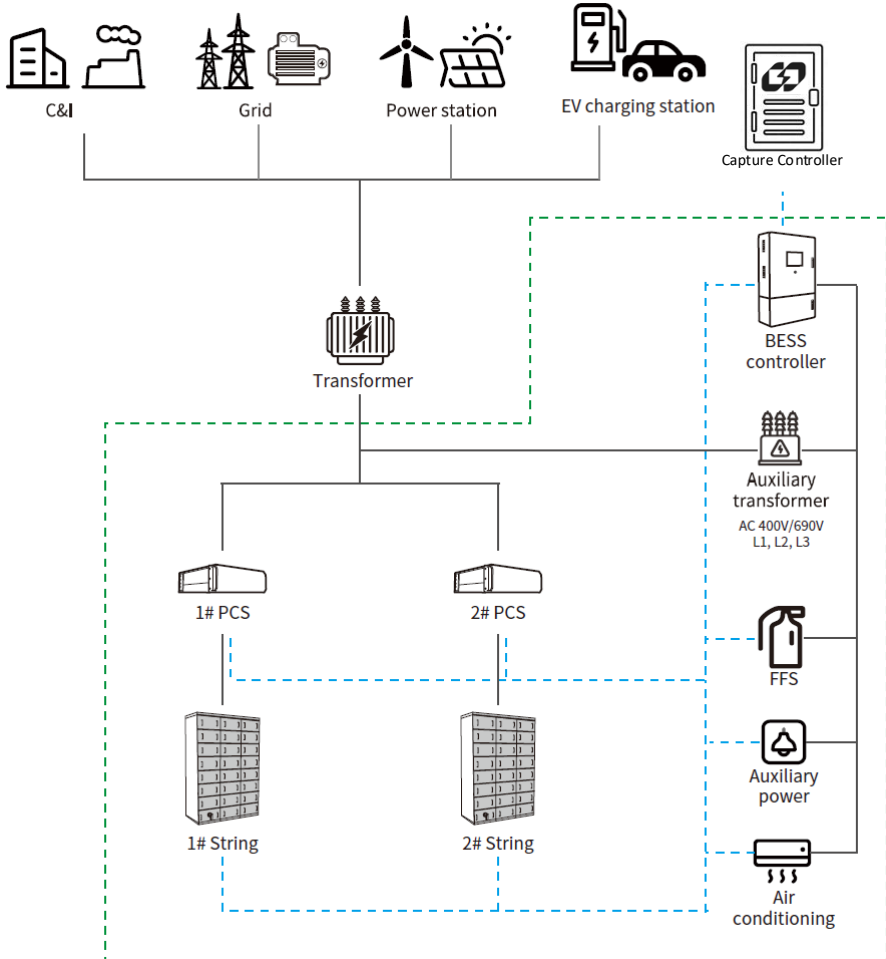 C&I
Grid
Power station
EV charging station
Capture Controller
BESS
controller
Transformer
Auxiliary
transformer
AC 400V/690V
L1, L2, L3
1# PCS
2# PCS
FFS
Auxiliary
power
1# String
2# String
Air
conditioning